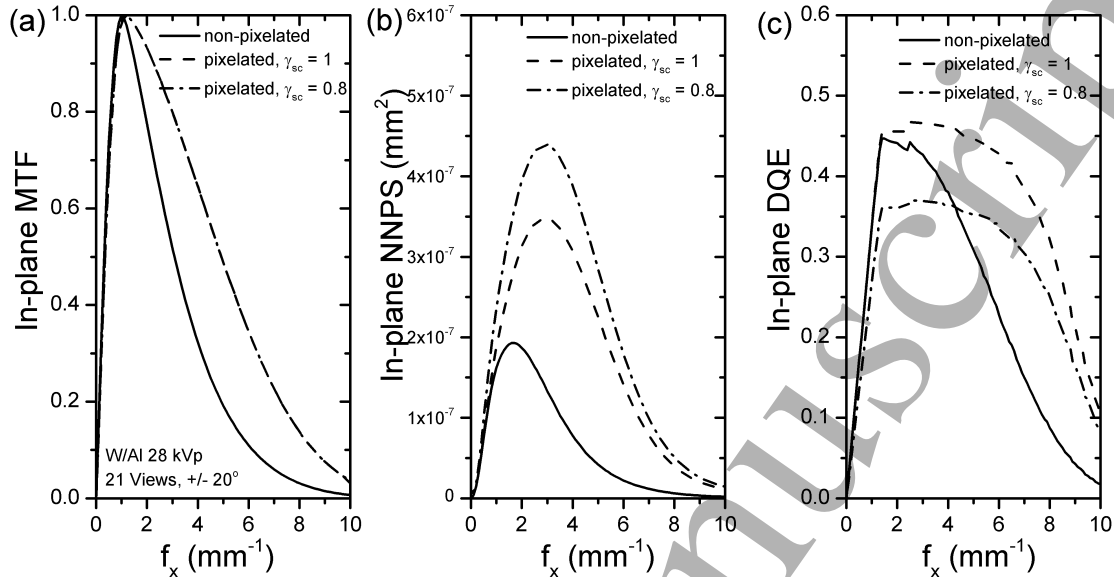 (a)
non-pixelated
pixelated, γsc = 1
pixelated, γsc = 0.8
In-plane MTF
1.0
0.8
0.6
0.4
0.2
0.0
W/Al 28 kVp
21 Views, +/- 20°
0 2 4 6 8 10
fx (mm⁻¹)
(b)
non-pixelated
pixelated, γsc = 1
pixelated, γsc = 0.8
In-plane NNPS (mm²)
6x10⁻⁷
5x10⁻⁷
4x10⁻⁷
3x10⁻⁷
2x10⁻⁷
1x10⁻⁷
0
0 2 4 6 8 10
fx (mm⁻¹)
(c)
non-pixelated
pixelated, γsc = 1
pixelated, γsc = 0.8
In-plane DQE
0.6
0.5
0.4
0.3
0.2
0.1
0.0
0 2 4 6 8 10
fx (mm⁻¹)
nuscrip